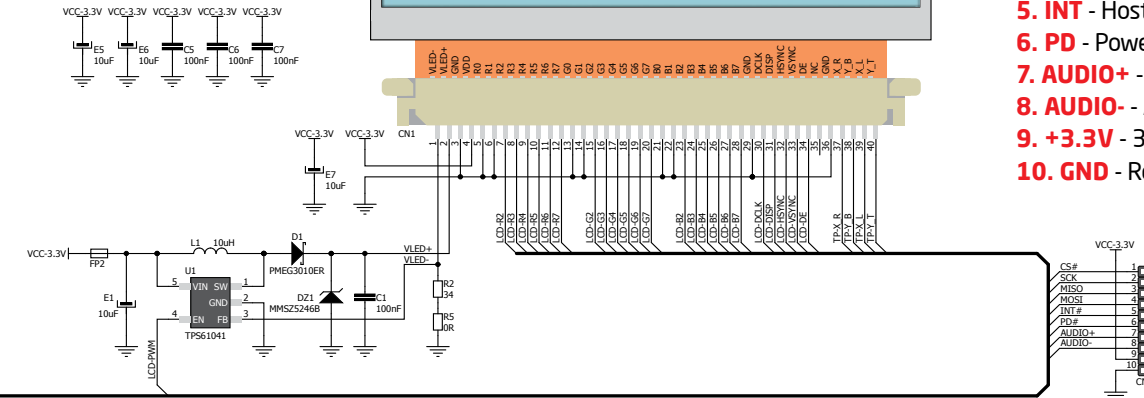 VCC-3.3V VCC-3.3V VCC-3.3V VCC-3.3V VCC-3.3V
E5 10uF
E6 10uF
C5 100nF
C6 100nF
C7 100nF
5. INT - Host
6. PD - Powe
7. AUDIO+ -
8. AUDIO- -
9. +3.3V - 3
10. GND - R
VLED- VLED+ GND VDD R0 R1 R2 R3 R4 R5 R6 R7 G0 G1 G2 G3 G4 G5 G6 G7 B0 B1 B2 B3 B4 B5 B6 B7 GND DCLK DISP HSYNC VSYNC DE NC GND X_R Y_B X_L Y_T
VCC-3.3V VCC-3.3V CN1
1 2 3 4 5 6 7 8 9 10 11 12 13 14 15 16 17 18 19 20 21 22 23 24 25 26 27 28 29 30 31 32 33 34 35 36 37 38 39 40
E7
10uF
LCD-R2 LCD-R3 LCD-R4 LCD-R5 LCD-R6 LCD-R7 LCD-G2 LCD-G3 LCD-G4 LCD-G5 LCD-G6 LCD-G7 LCD-B2 LCD-B3 LCD-B4 LCD-B5 LCD-B6 LCD-B7 LCD-DCLK LCD-DISP LCD-HSYNC LCD-VSYNC LCD-DE TP-X_R TP-Y_B TP-X_L TP-Y_T
VCC-3.3V
FP2
L1 10uH
D1
PMEG3010ER
VLED+
VLED-
E1
10uF
U1
5 VIN SW 1
GND 2
4 EN FB 3
TPS61041
LCD-PWM
DZ1
MMSZ5246B
C1
100nF
R2
34
R5
0R
VCC-3.3V
CS# 1
SCK 2
MISO 3
MOSI 4
INT# 5
PD# 6
AUDIO+ 7
AUDIO- 8
9
10